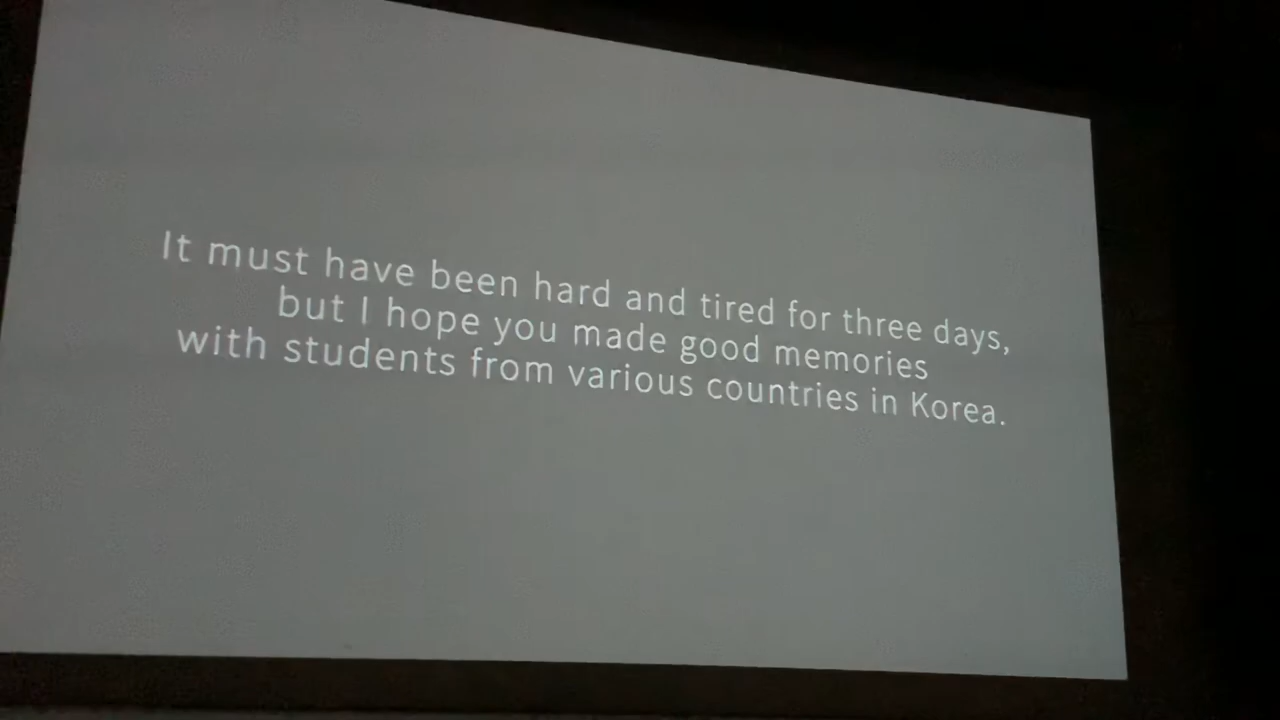 It must have been hard and tired for three days,
but I hope you made good memories
with students from various countries in Korea.